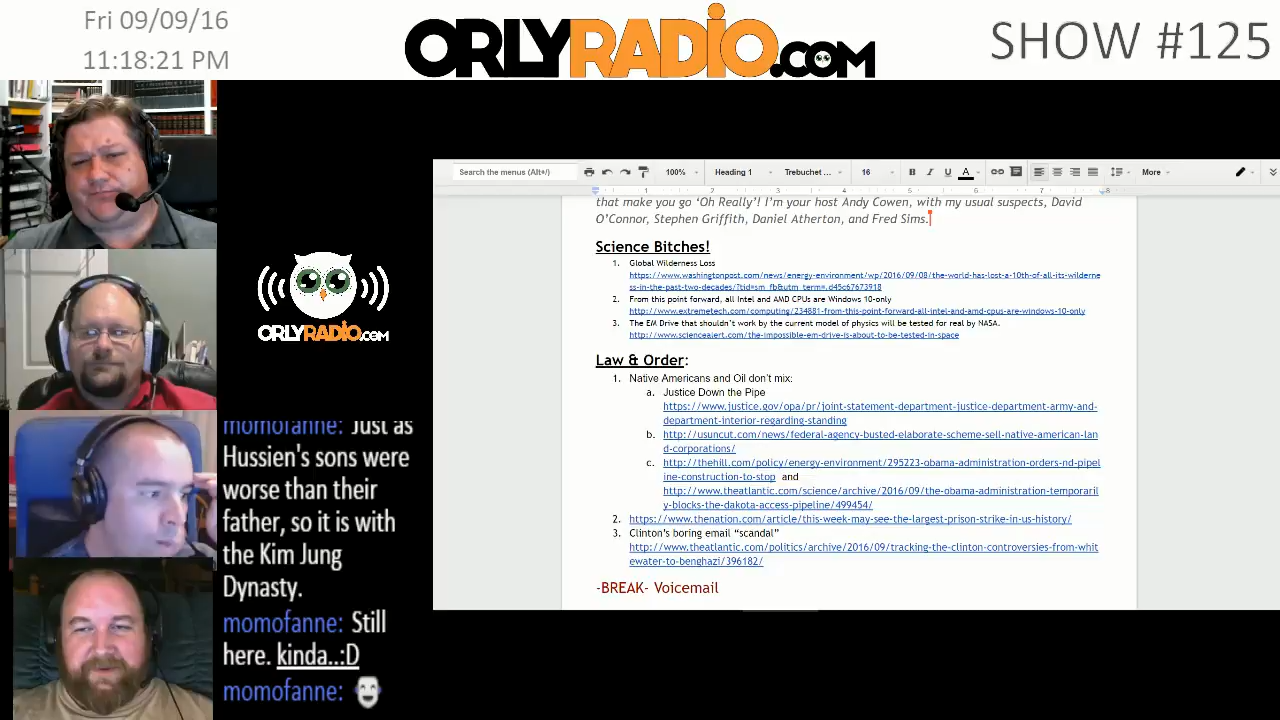 Fri 09/09/16
11:18:21 PM
ORLYRADiO.COM
SHOW #125
Search the menus (Alt+/)
100%
Heading 1
Trebuchet ...
16
B I U A
More
1 2 3 4 5 6 7 8
that make you go ‘Oh Really’! I’m your host Andy Cowen, with my usual suspects, David
O’Connor, Stephen Griffith, Daniel Atherton, and Fred Sims.
Science Bitches!
1. Global Wilderness Loss
https://www.washingtonpost.com/news/energy-environment/wp/2016/09/08/the-world-has-lost-a-10th-of-all-its-wilderne
ss-in-the-past-two-decades/?tid=sm_fb&utm_term=.d45c67673918
2. From this point forward, all Intel and AMD CPUs are Windows 10-only
http://www.extremetech.com/computing/234881-from-this-point-forward-all-intel-and-amd-cpus-are-windows-10-only
3. The EM Drive that shouldn’t work by the current model of physics will be tested for real by NASA.
http://www.sciencealert.com/the-impossible-em-drive-is-about-to-be-tested-in-space
Law & Order:
1. Native Americans and Oil don’t mix:
a. Justice Down the Pipe
https://www.justice.gov/opa/pr/joint-statement-department-justice-department-army-and-
department-interior-regarding-standing
b. http://usuncut.com/news/federal-agency-busted-elaborate-scheme-sell-native-american-lan
d-corporations/
c. http://thehill.com/policy/energy-environment/295223-obama-administration-orders-nd-pipel
ine-construction-to-stop and
http://www.theatlantic.com/science/archive/2016/09/the-obama-administration-temporaril
y-blocks-the-dakota-access-pipeline/499454/
2. https://www.thenation.com/article/this-week-may-see-the-largest-prison-strike-in-us-history/
3. Clinton’s boring email “scandal”
http://www.theatlantic.com/politics/archive/2016/09/tracking-the-clinton-controversies-from-whit
ewater-to-benghazi/396182/
-BREAK- Voicemail
ORLYRADiO.COM
momofanne: Just as
Hussien's sons were
worse than their
father, so it is with
the Kim Jung
Dynasty.
momofanne: Still
here. kinda..:D
momofanne: